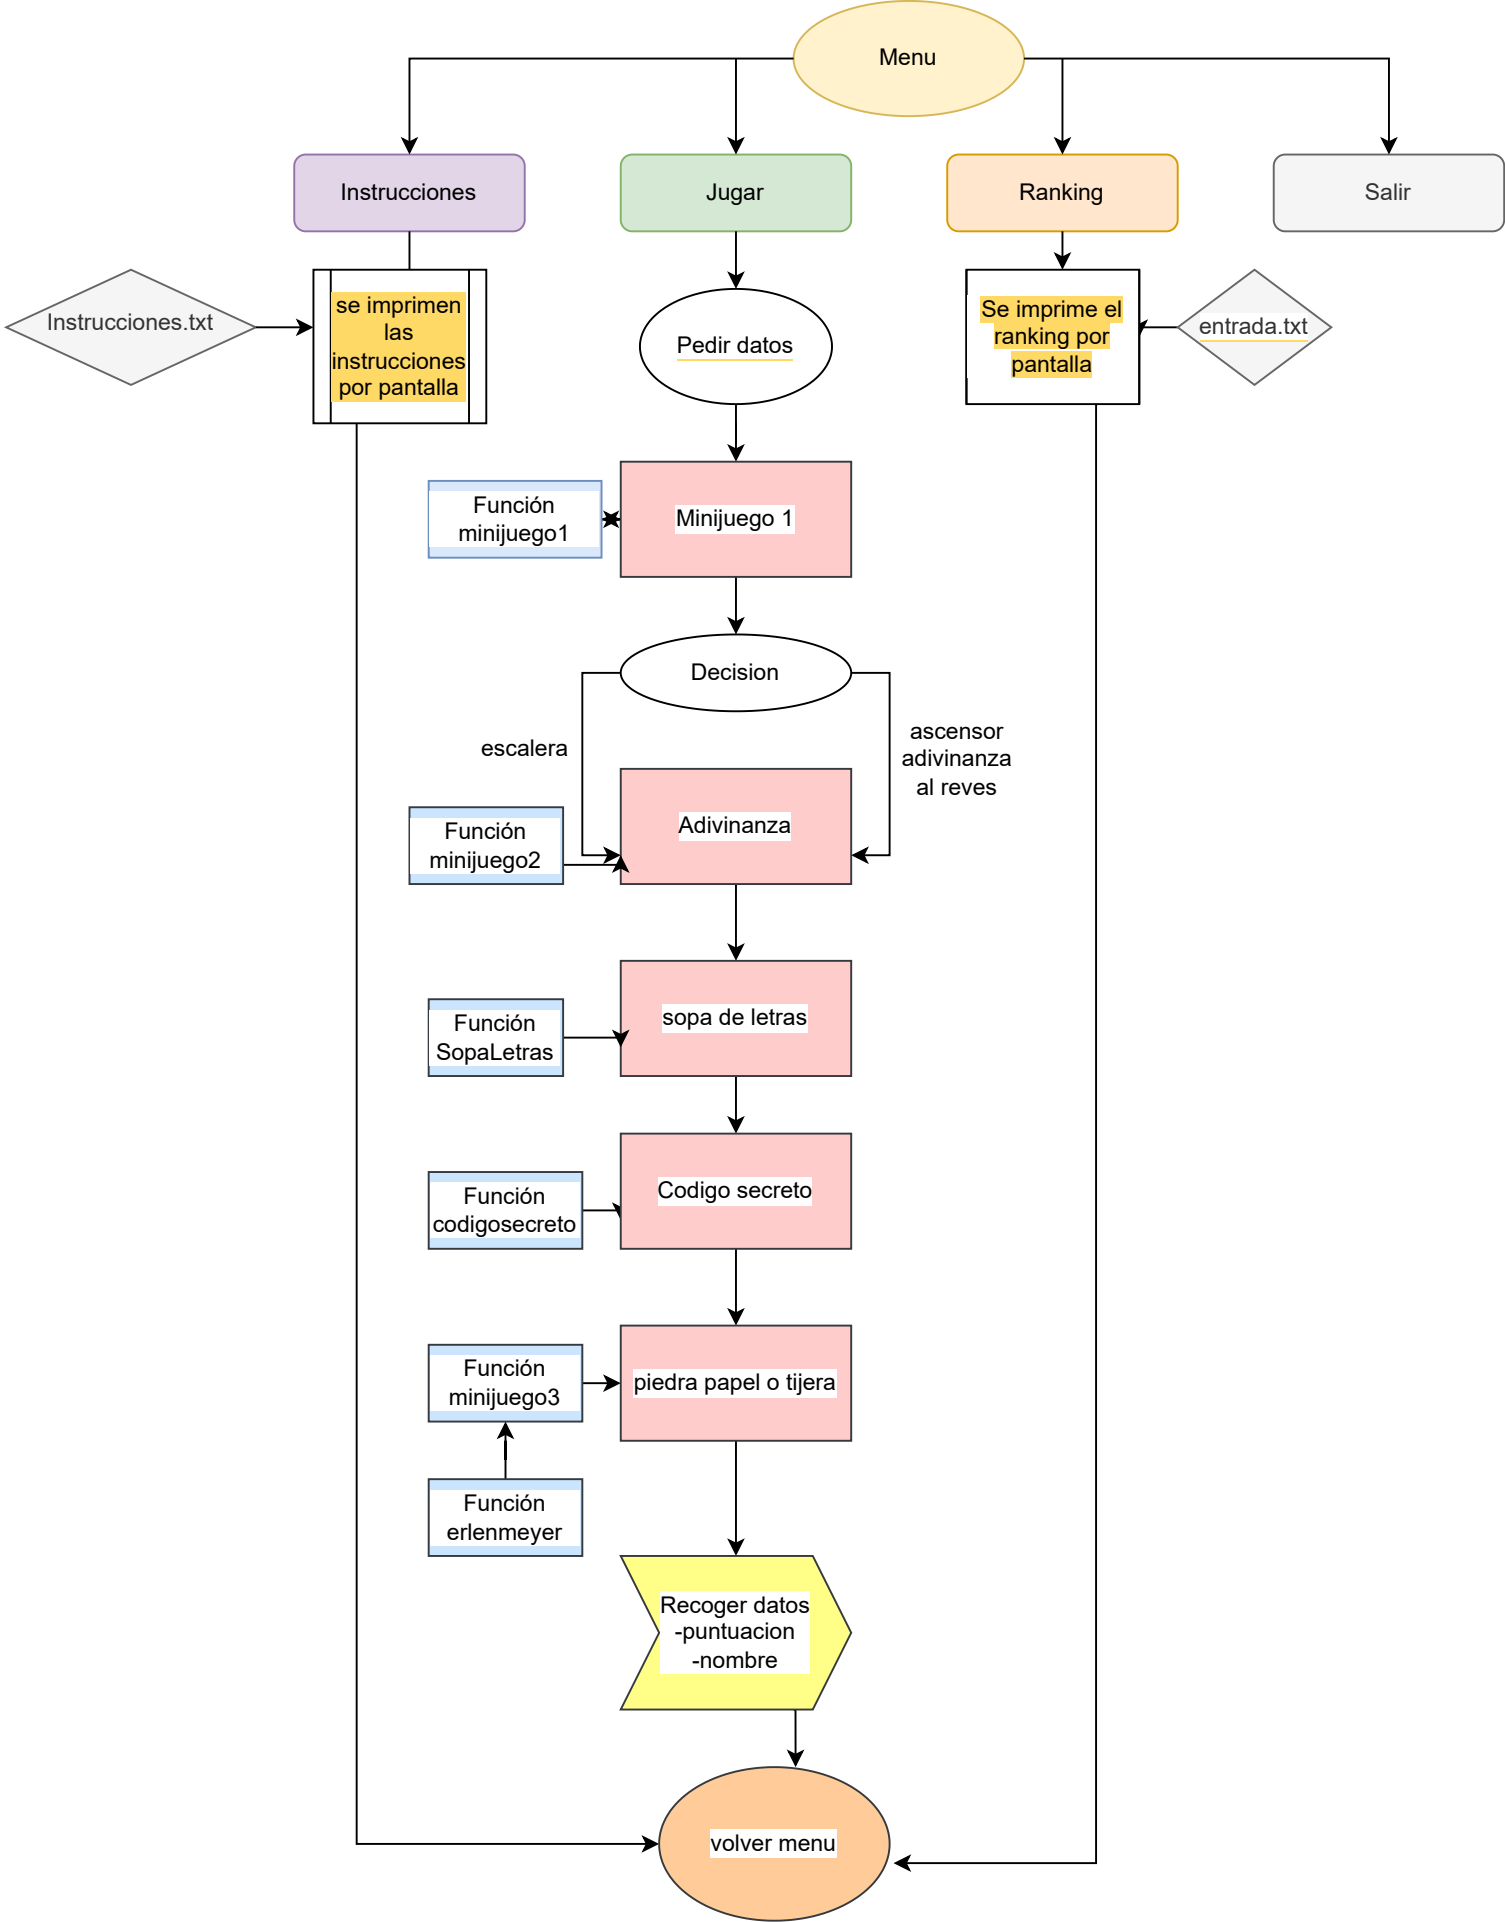 Menu
Instrucciones
Jugar
Ranking
Salir
Instrucciones.txt
se imprimen
las
instrucciones
por pantalla
Pedir datos
Se imprime el
ranking por
pantalla
entrada.txt
Función
minijuego1
Minijuego 1
Decision
escalera
ascensor
adivinanza
al reves
Función
minijuego2
Adivinanza
Función
SopaLetras
sopa de letras
Función
codigosecreto
Codigo secreto
Función
minijuego3
piedra papel o tijera
Función
erlenmeyer
Recoger datos
-puntuacion
-nombre
volver menu